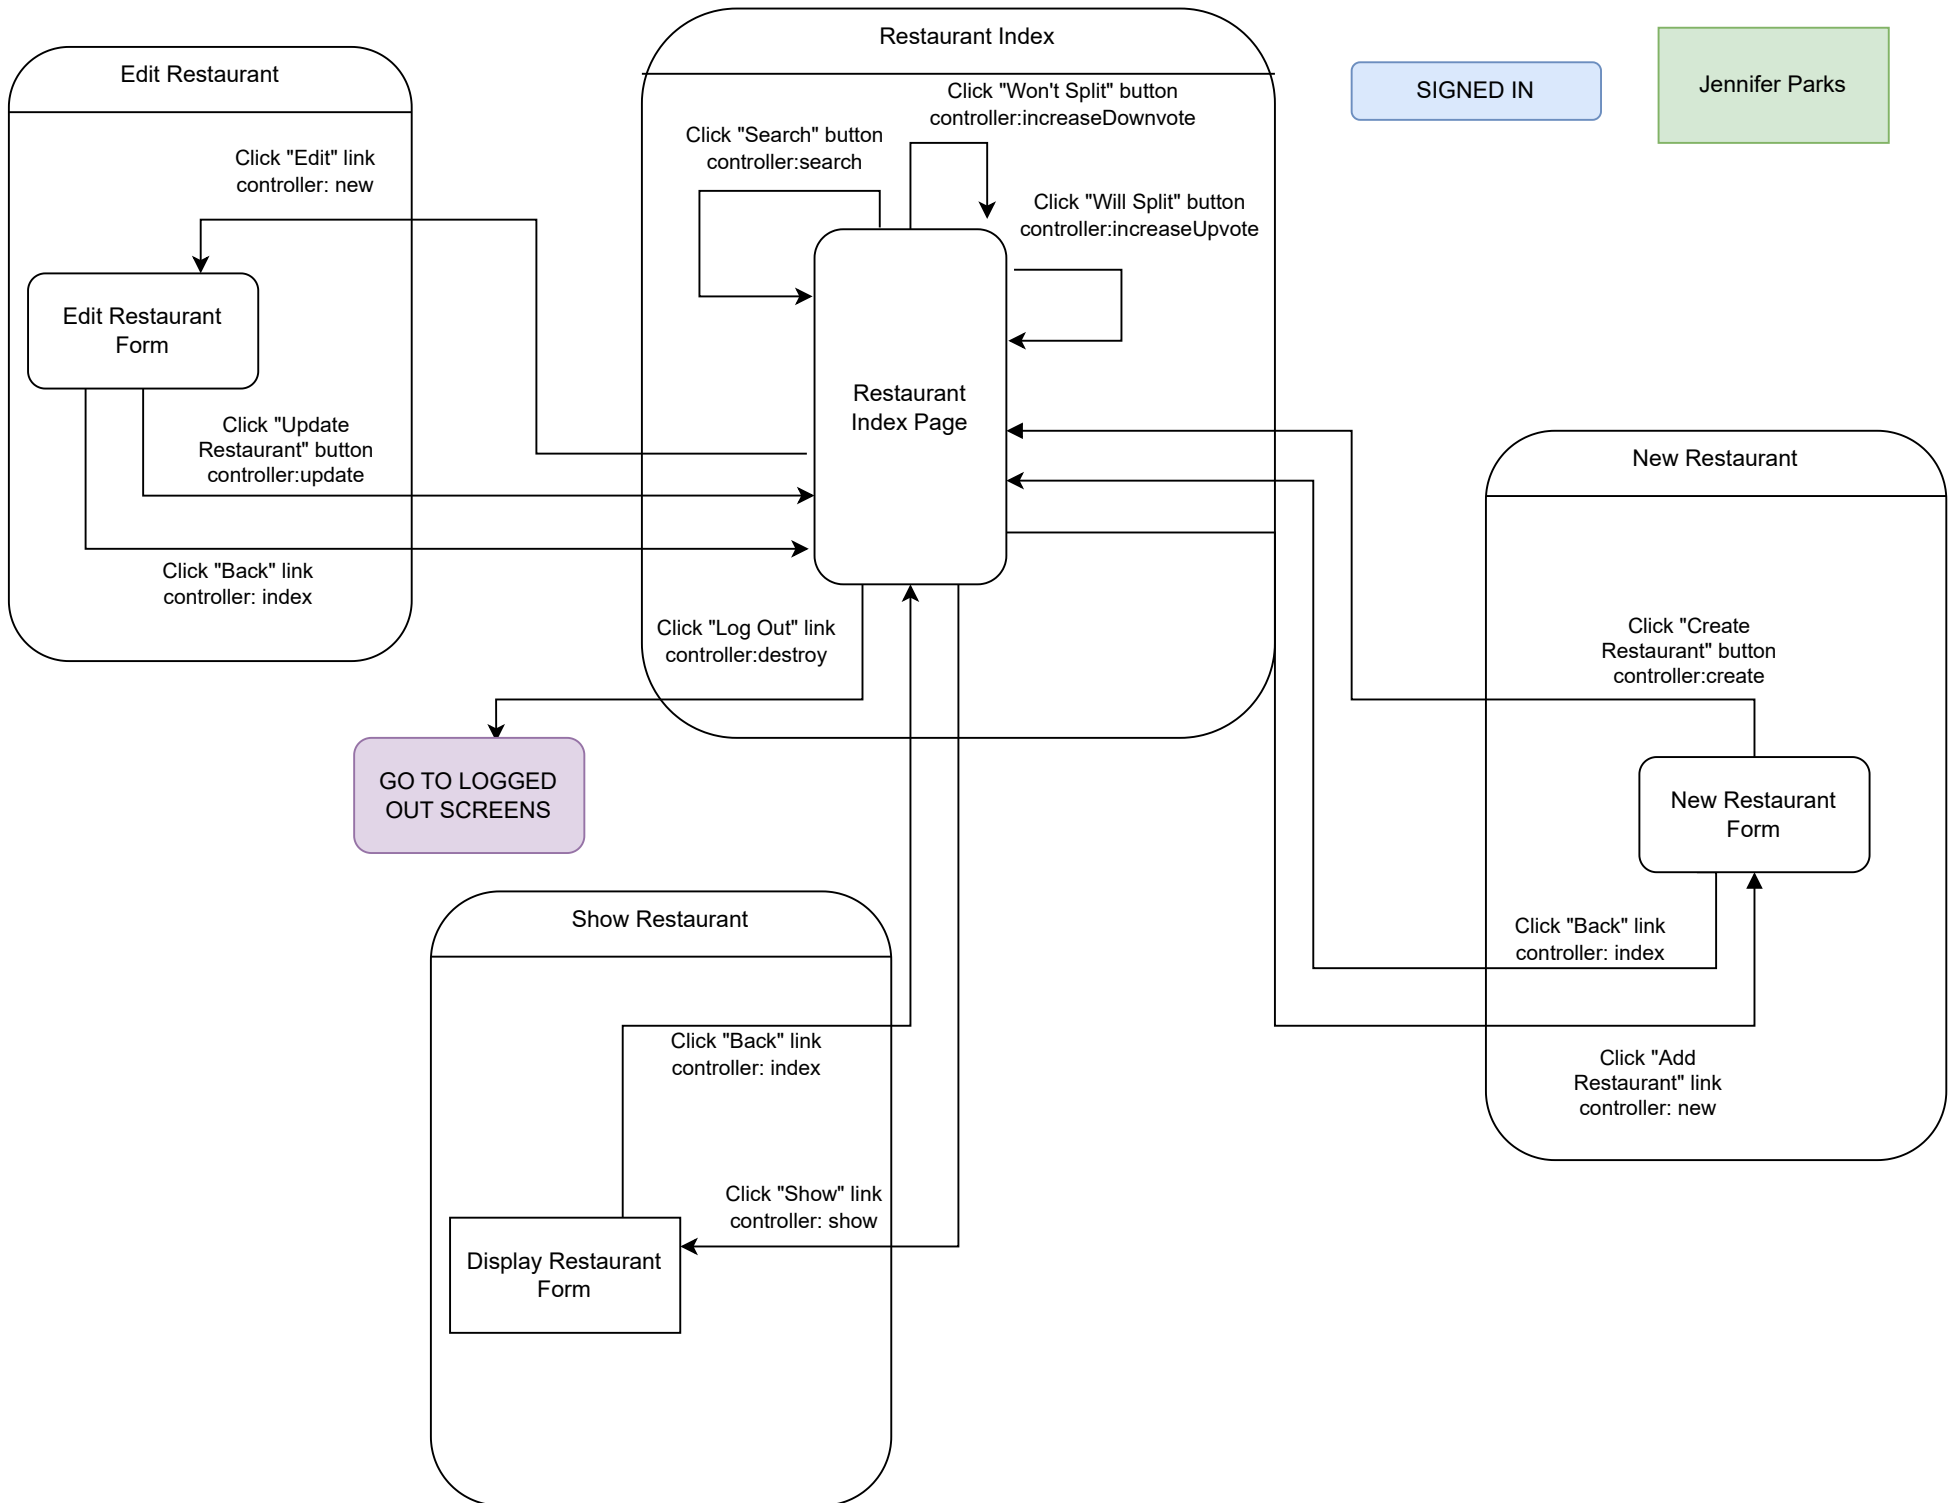 Restaurant Index
Edit Restaurant
SIGNED IN
Jennifer Parks
Click "Won't Split" button
controller:increaseDownvote
Click "Search" button
controller:search
Click "Edit" link
controller: new
Click "Will Split" button
controller:increaseUpvote
Edit Restaurant
Form
Restaurant
Index Page
Click "Update
Restaurant" button
controller:update
New Restaurant
Click "Back" link
controller: index
Click "Log Out" link
controller:destroy
Click "Create
Restaurant" button
controller:create
GO TO LOGGED
OUT SCREENS
New Restaurant
Form
Show Restaurant
Click "Back" link
controller: index
Click "Back" link
controller: index
Click "Add
Restaurant" link
controller: new
Click "Show" link
controller: show
Display Restaurant
Form